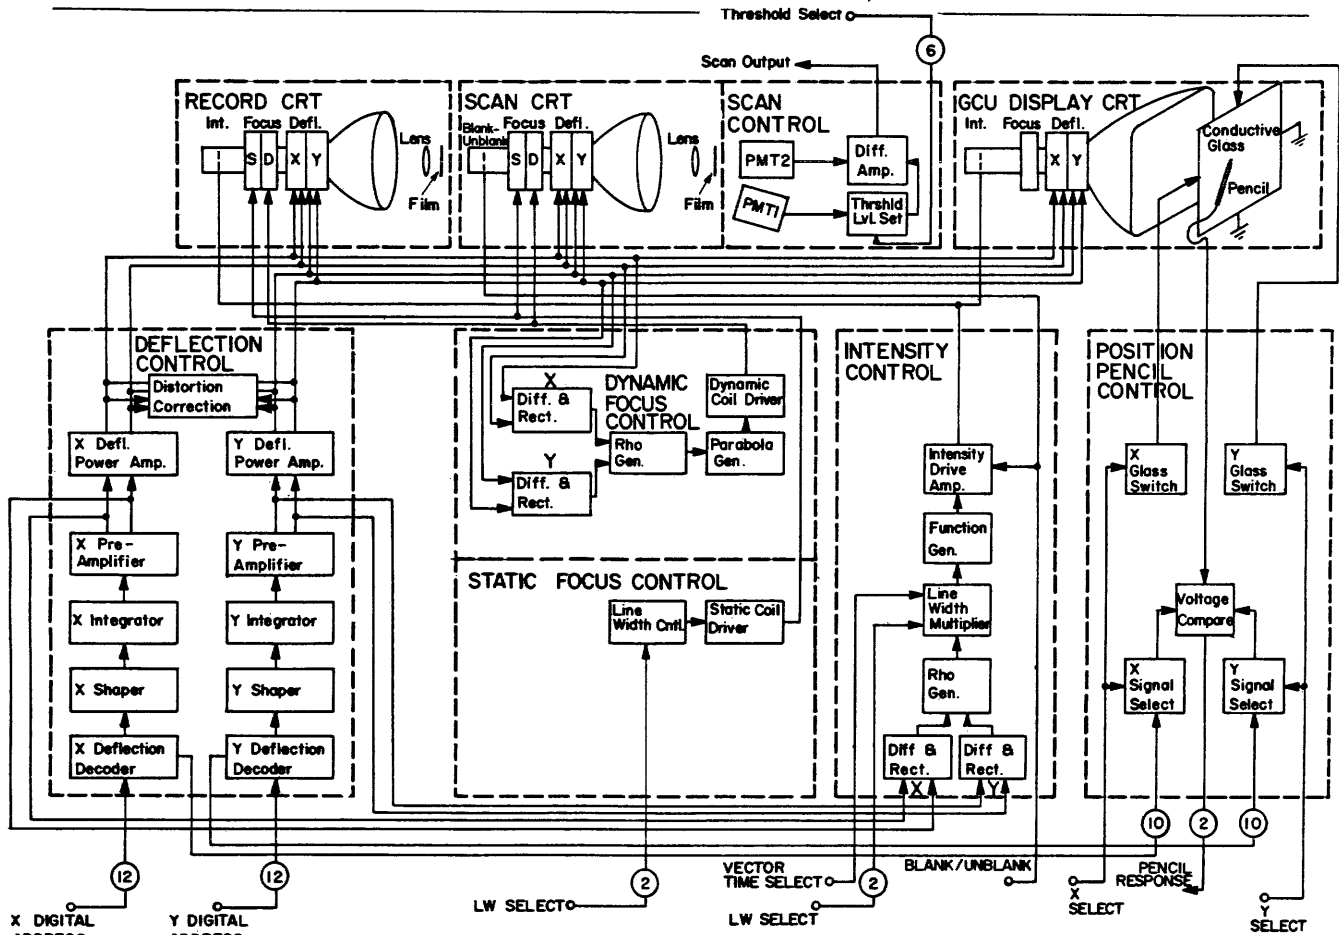 Threshold Select
6
Scan Output
RECORD CRT
Int. Focus Defl.
S D X Y
Lens
Film
SCAN CRT
Blank-
Unblank
Focus Defl.
S D X Y
Lens
Film
SCAN
CONTROL
PMT2
Diff.
Amp.
PMT1
Thrshld
Lvl. Set
GCU DISPLAY CRT
Int. Focus Defl.
X Y
Conductive
Glass
Pencil
DEFLECTION
CONTROL
Distortion
Correction
X Defl.
Power Amp.
Y Defl.
Power Amp.
X Pre-
Amplifier
Y Pre-
Amplifier
X Integrator
Y Integrator
X Shaper
Y Shaper
X Deflection
Decoder
Y Deflection
Decoder
12
12
X DIGITAL
Y DIGITAL
X
Diff. &
Rect.
Y
Diff. &
Rect.
DYNAMIC
FOCUS
CONTROL
Rho
Gen.
Dynamic
Coil Driver
Parabola
Gen.
STATIC FOCUS CONTROL
Line
Width Cntl.
Static Coil
Driver
2
LW SELECT
INTENSITY
CONTROL
Intensity
Drive
Amp.
Function
Gen.
Line
Width
Multiplier
Rho
Gen.
Diff &
Rect.
X
Diff &
Rect.
Y
VECTOR
TIME SELECT
2
LW SELECT
BLANK/UNBLANK
POSITION
PENCIL
CONTROL
X
Glass
Switch
Y
Glass
Switch
Voltage
Compare
X
Signal
Select
Y
Signal
Select
10
2
10
PENCIL
RESPONSE
X
SELECT
Y
SELECT